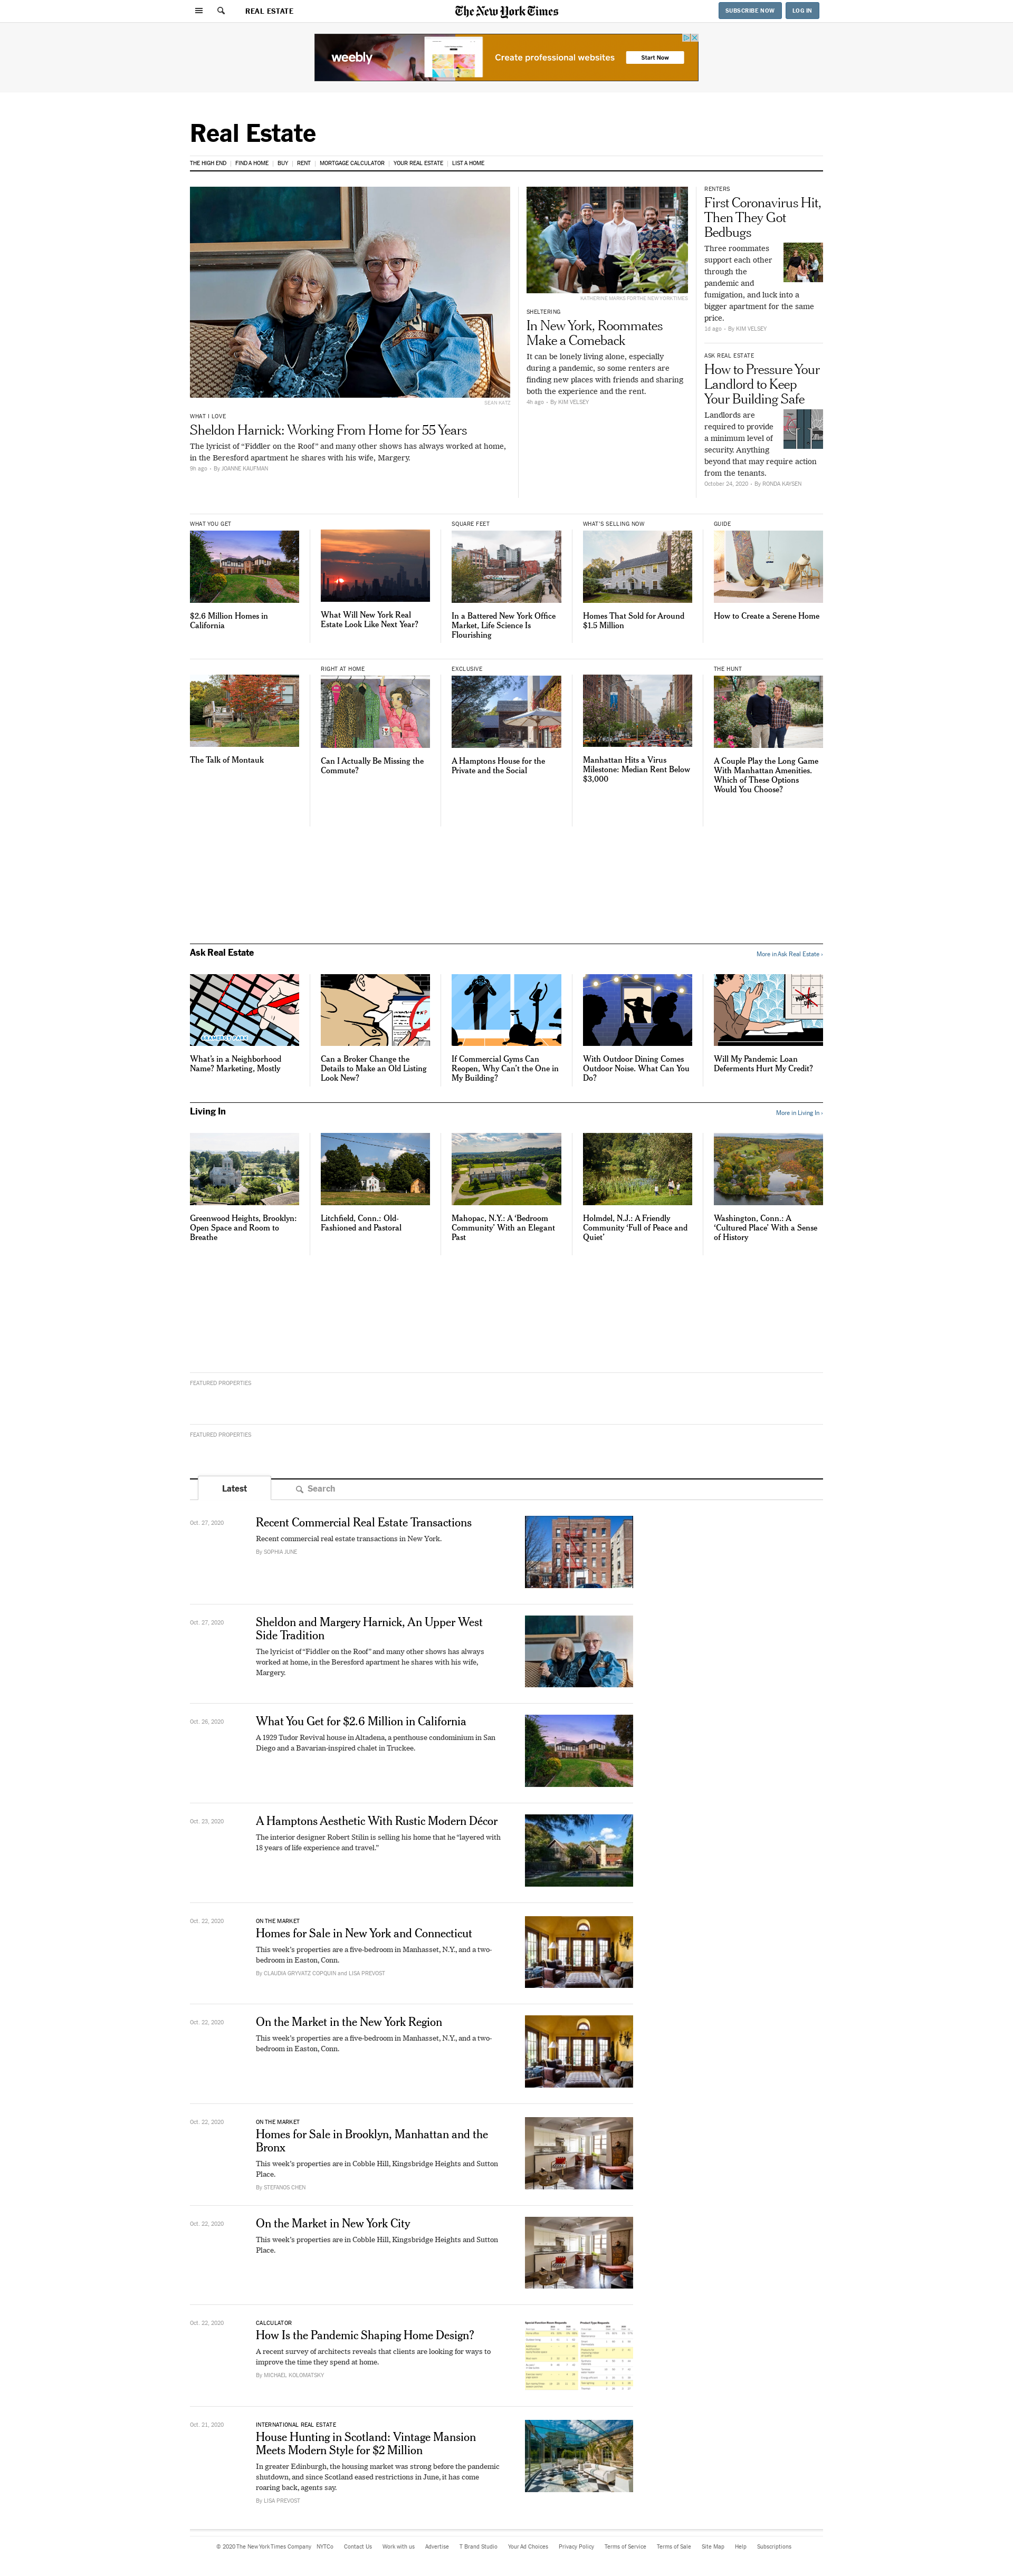 REAL ESTATE
The New York Times
SUBSCRIBE NOW
LOG IN
weebly
Create professional websites
Start Now
Real Estate
THE HIGH END
FIND A HOME
BUY
RENT
MORTGAGE CALCULATOR
YOUR REAL ESTATE
LIST A HOME
SEAN KATZ
WHAT I LOVE
Sheldon Harnick: Working From Home for 55 Years
The lyricist of “Fiddler on the Roof” and many other shows has always worked at home,
in the Beresford apartment he shares with his wife, Margery.
9h ago • By JOANNE KAUFMAN
KATHERINE MARKS FOR THE NEW YORK TIMES
SHELTERING
In New York, Roommates
Make a Comeback
It can be lonely living alone, especially
during a pandemic, so some renters are
finding new places with friends and sharing
both the experience and the rent.
4h ago • By KIM VELSEY
RENTERS
First Coronavirus Hit,
Then They Got
Bedbugs
Three roommates
support each other
through the
pandemic and
fumigation, and luck into a
bigger apartment for the same
price.
1d ago • By KIM VELSEY
ASK REAL ESTATE
How to Pressure Your
Landlord to Keep
Your Building Safe
Landlords are
required to provide
a minimum level of
security. Anything
beyond that may require action
from the tenants.
October 24, 2020 • By RONDA KAYSEN
WHAT YOU GET
$2.6 Million Homes in
California
What Will New York Real
Estate Look Like Next Year?
SQUARE FEET
In a Battered New York Office
Market, Life Science Is
Flourishing
WHAT’S SELLING NOW
Homes That Sold for Around
$1.5 Million
GUIDE
How to Create a Serene Home
The Talk of Montauk
RIGHT AT HOME
Can I Actually Be Missing the
Commute?
EXCLUSIVE
A Hamptons House for the
Private and the Social
Manhattan Hits a Virus
Milestone: Median Rent Below
$3,000
THE HUNT
A Couple Play the Long Game
With Manhattan Amenities.
Which of These Options
Would You Choose?
Ask Real Estate
More in Ask Real Estate ›
GRAMERCY PARK
What’s in a Neighborhood
Name? Marketing, Mostly
Can a Broker Change the
Details to Make an Old Listing
Look New?
If Commercial Gyms Can
Reopen, Why Can’t the One in
My Building?
With Outdoor Dining Comes
Outdoor Noise. What Can You
Do?
Will My Pandemic Loan
Deferments Hurt My Credit?
Living In
More in Living In ›
Greenwood Heights, Brooklyn:
Open Space and Room to
Breathe
Litchfield, Conn.: Old-
Fashioned and Pastoral
Mahopac, N.Y.: A ‘Bedroom
Community’ With an Elegant
Past
Holmdel, N.J.: A Friendly
Community ‘Full of Peace and
Quiet’
Washington, Conn.: A
‘Cultured Place’ With a Sense
of History
FEATURED PROPERTIES
FEATURED PROPERTIES
Latest
Search
Oct. 27, 2020
Recent Commercial Real Estate Transactions
Recent commercial real estate transactions in New York.
By SOPHIA JUNE
Oct. 27, 2020
Sheldon and Margery Harnick, An Upper West
Side Tradition
The lyricist of “Fiddler on the Roof” and many other shows has always
worked at home, in the Beresford apartment he shares with his wife,
Margery.
Oct. 26, 2020
What You Get for $2.6 Million in California
A 1929 Tudor Revival house in Altadena, a penthouse condominium in San
Diego and a Bavarian-inspired chalet in Truckee.
Oct. 23, 2020
A Hamptons Aesthetic With Rustic Modern Décor
The interior designer Robert Stilin is selling his home that he “layered with
18 years of life experience and travel.”
Oct. 22, 2020
ON THE MARKET
Homes for Sale in New York and Connecticut
This week’s properties are a five-bedroom in Manhasset, N.Y., and a two-
bedroom in Easton, Conn.
By CLAUDIA GRYVATZ COPQUIN and LISA PREVOST
Oct. 22, 2020
On the Market in the New York Region
This week’s properties are a five-bedroom in Manhasset, N.Y., and a two-
bedroom in Easton, Conn.
Oct. 22, 2020
ON THE MARKET
Homes for Sale in Brooklyn, Manhattan and the
Bronx
This week’s properties are in Cobble Hill, Kingsbridge Heights and Sutton
Place.
By STEFANOS CHEN
Oct. 22, 2020
On the Market in New York City
This week’s properties are in Cobble Hill, Kingsbridge Heights and Sutton
Place.
Oct. 22, 2020
CALCULATOR
How Is the Pandemic Shaping Home Design?
A recent survey of architects reveals that clients are looking for ways to
improve the time they spend at home.
By MICHAEL KOLOMATSKY
Oct. 21, 2020
INTERNATIONAL REAL ESTATE
House Hunting in Scotland: Vintage Mansion
Meets Modern Style for $2 Million
In greater Edinburgh, the housing market was strong before the pandemic
shutdown, and since Scotland eased restrictions in June, it has come
roaring back, agents say.
By LISA PREVOST
© 2020 The New York Times Company
NYTCo
Contact Us
Work with us
Advertise
T Brand Studio
Your Ad Choices
Privacy Policy
Terms of Service
Terms of Sale
Site Map
Help
Subscriptions